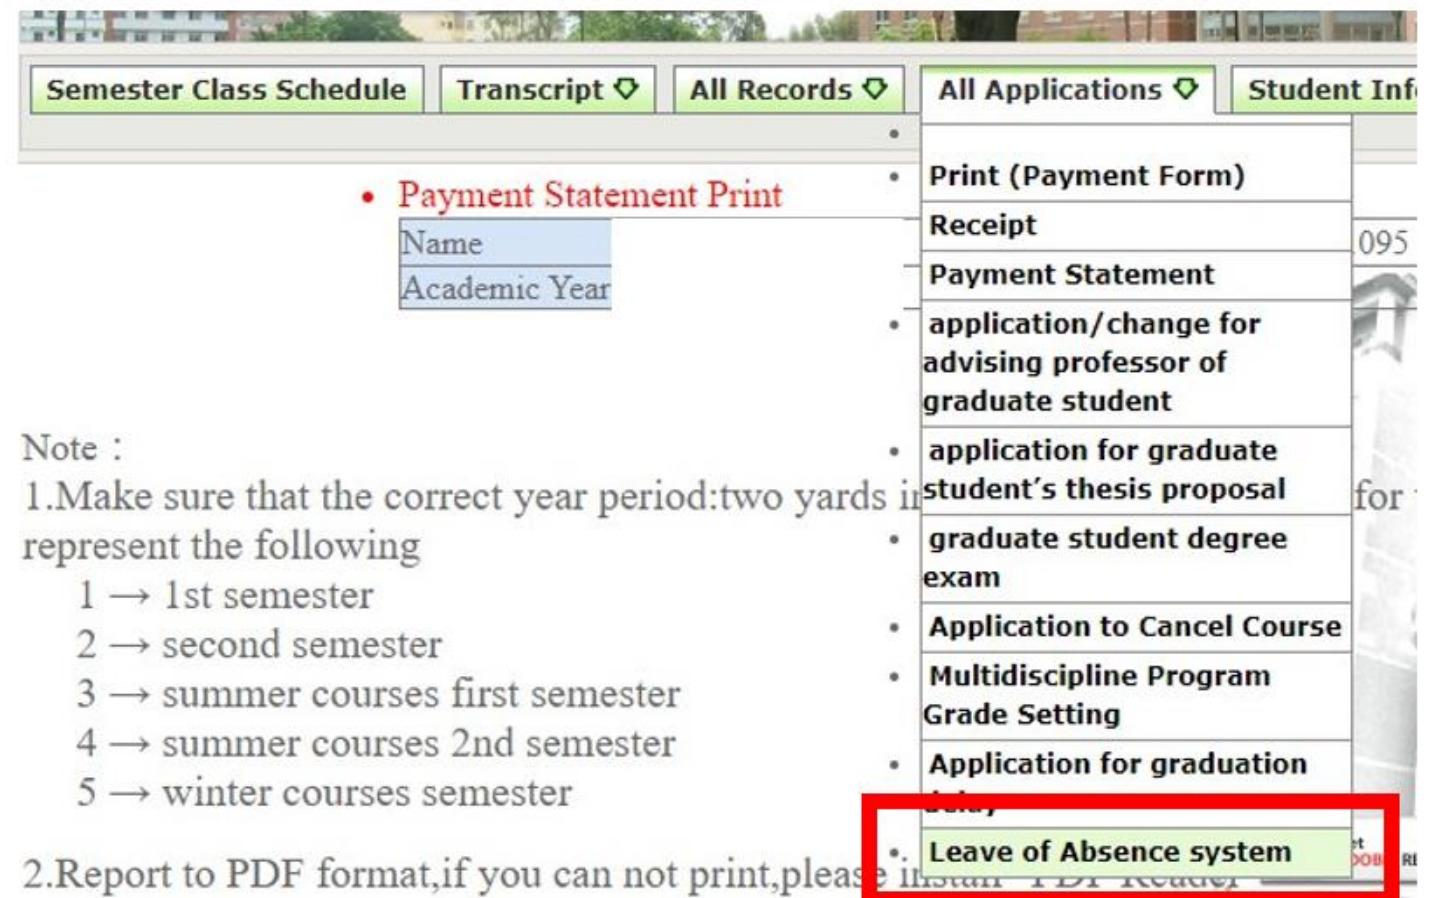 Semester Class Schedule
Transcript
All Records
All Applications
Student Inf
• Payment Statement Print
Name
095
Academic Year
Print (Payment Form)
Receipt
Payment Statement
application/change for
advising professor of
graduate student
application for graduate
student's thesis proposal
graduate student degree
exam
Application to Cancel Course
Multidiscipline Program
Grade Setting
Application for graduation
delay
Leave of Absence system
Note：
1.Make sure that the correct year period:two yards
for
represent the following
1 → 1st semester
2 → second semester
3 → summer courses first semester
4 → summer courses 2nd semester
5 → winter courses semester
2.Report to PDF format,if you can not print,please install PDF Reader